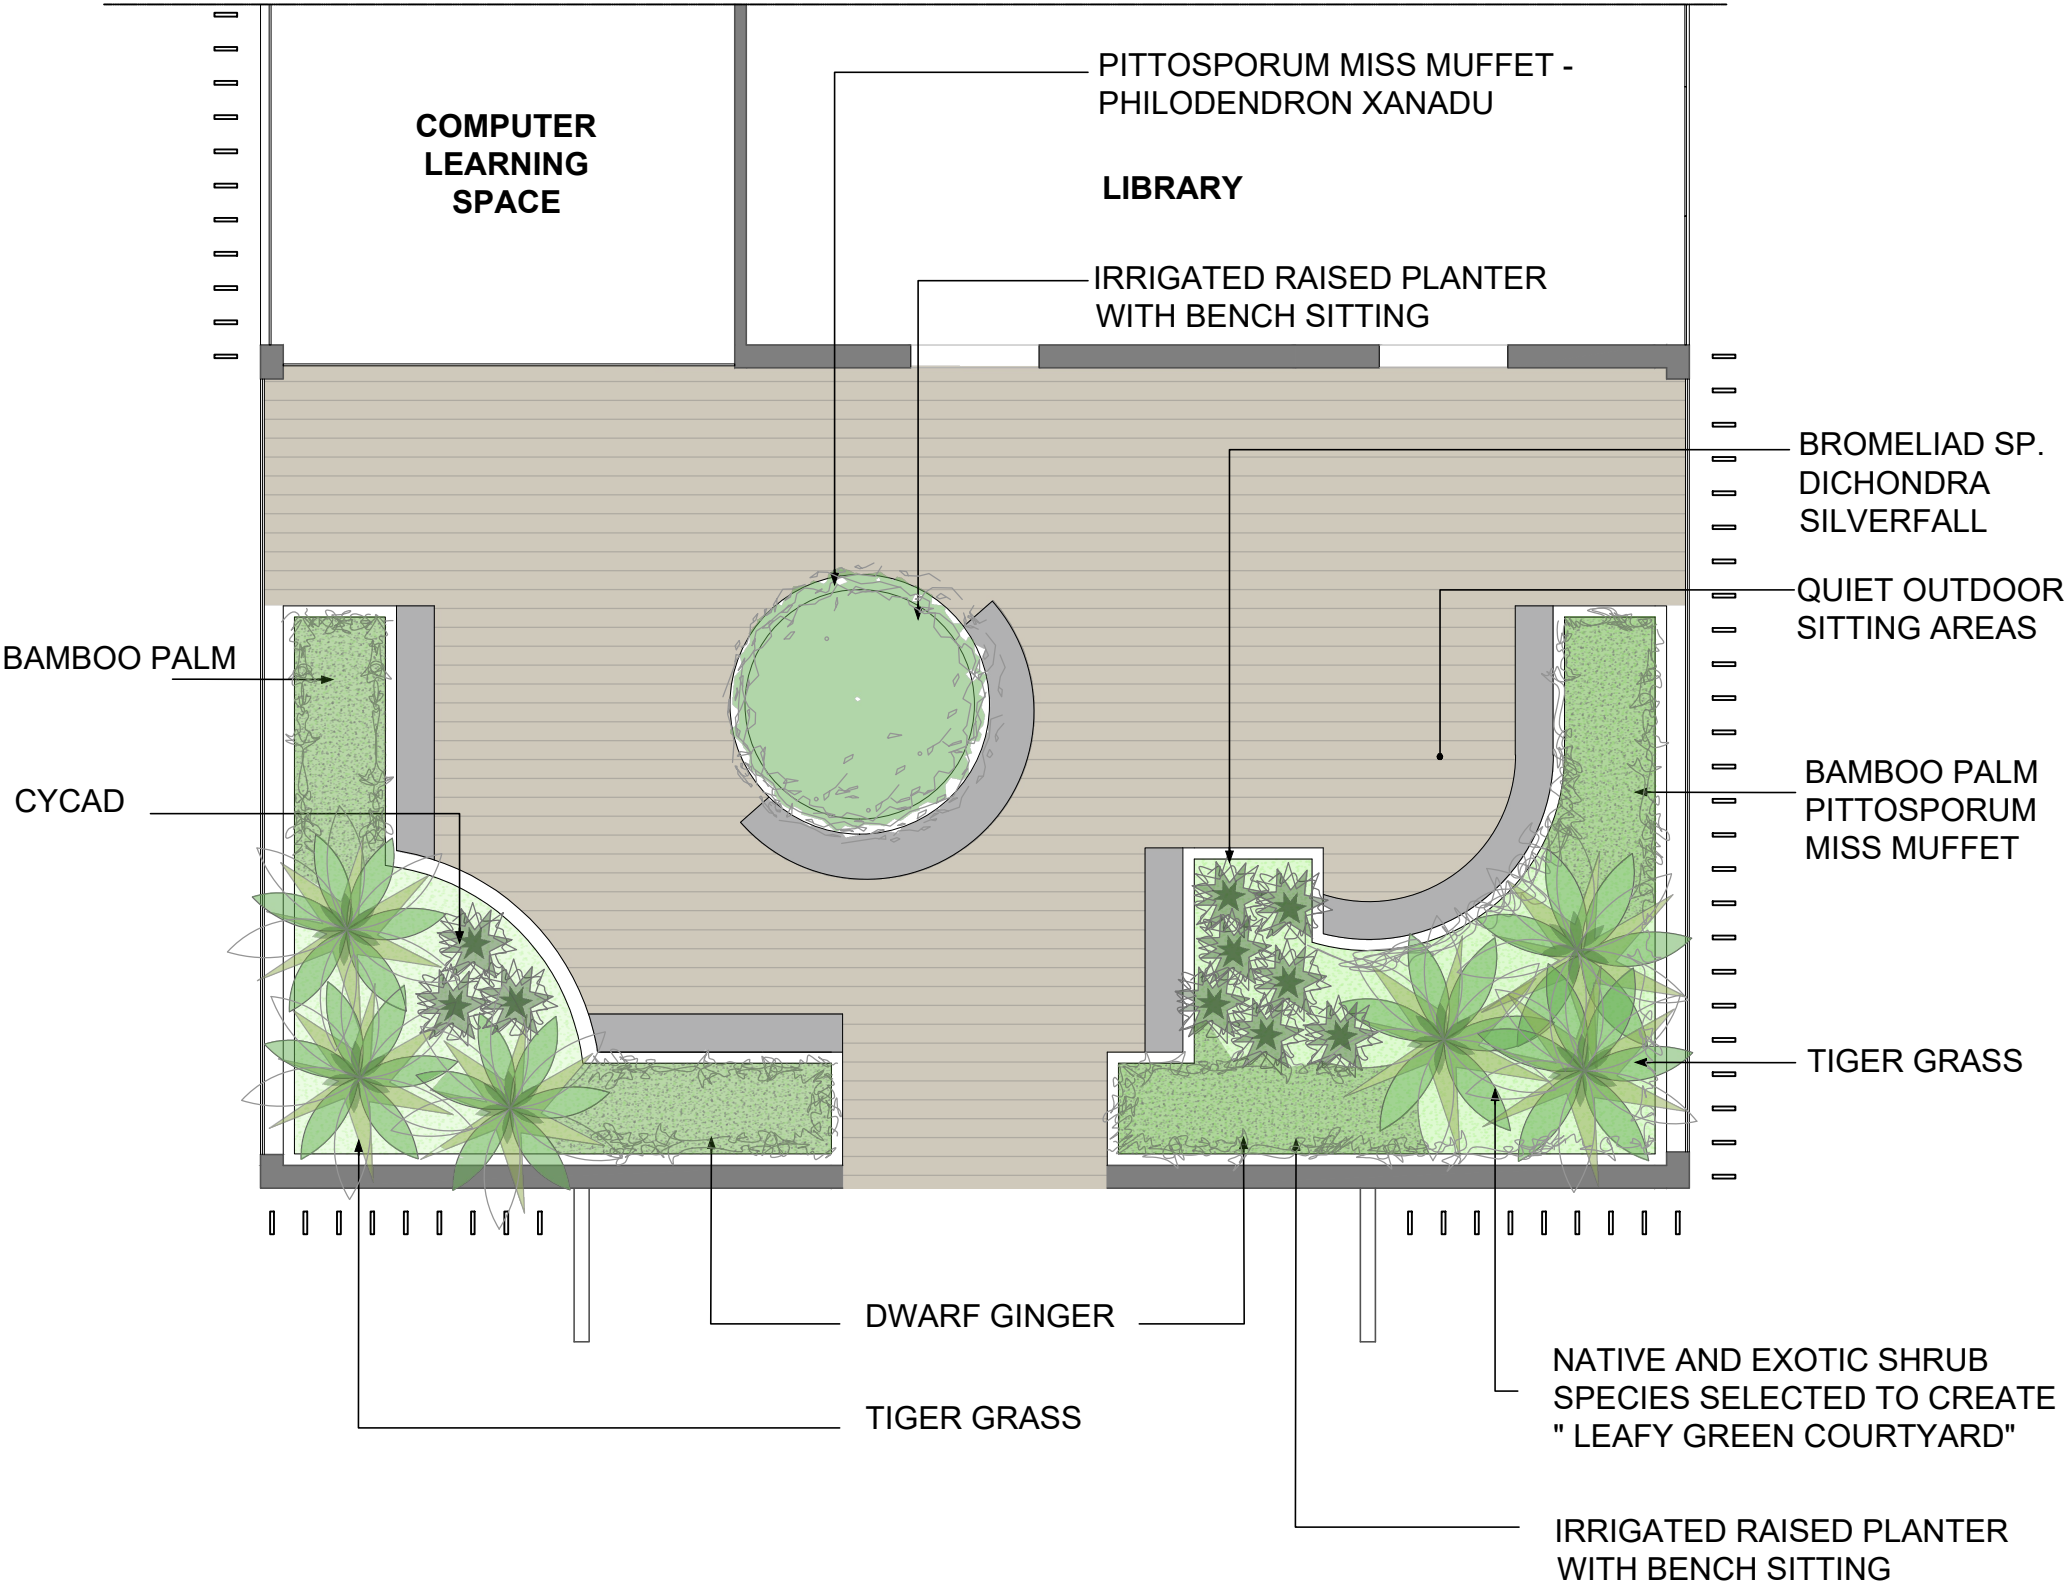 PITTOSPORUM MISS MUFFET -
PHILODENDRON XANADU
COMPUTER
LEARNING
SPACE
LIBRARY
IRRIGATED RAISED PLANTER
WITH BENCH SITTING
BROMELIAD SP.
DICHONDRA
SILVERFALL
QUIET OUTDOOR
SITTING AREAS
BAMBOO PALM
CYCAD
BAMBOO PALM
PITTOSPORUM
MISS MUFFET
TIGER GRASS
DWARF GINGER
TIGER GRASS
NATIVE AND EXOTIC SHRUB
SPECIES SELECTED TO CREATE
" LEAFY GREEN COURTYARD"
IRRIGATED RAISED PLANTER
WITH BENCH SITTING